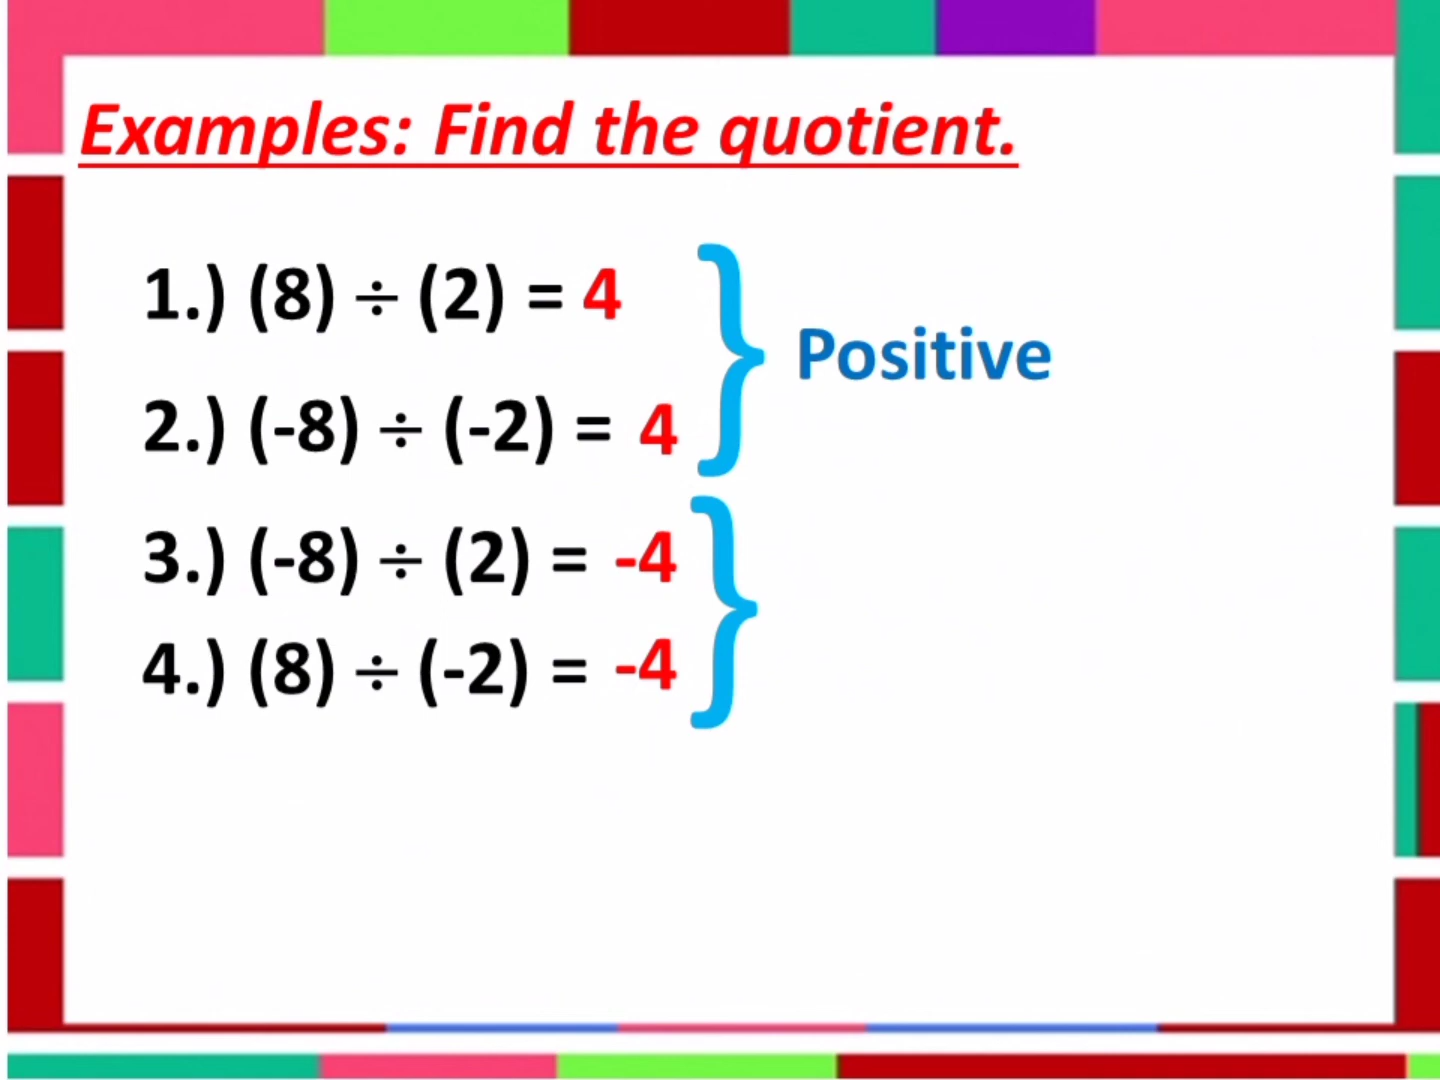 Examples: Find the quotient.
1.) (8) ÷ (2) = 4
Positive
2.) (-8) ÷ (-2) = 4
3.) (-8) ÷ (2) = -4
4.) (8) ÷ (-2) = -4